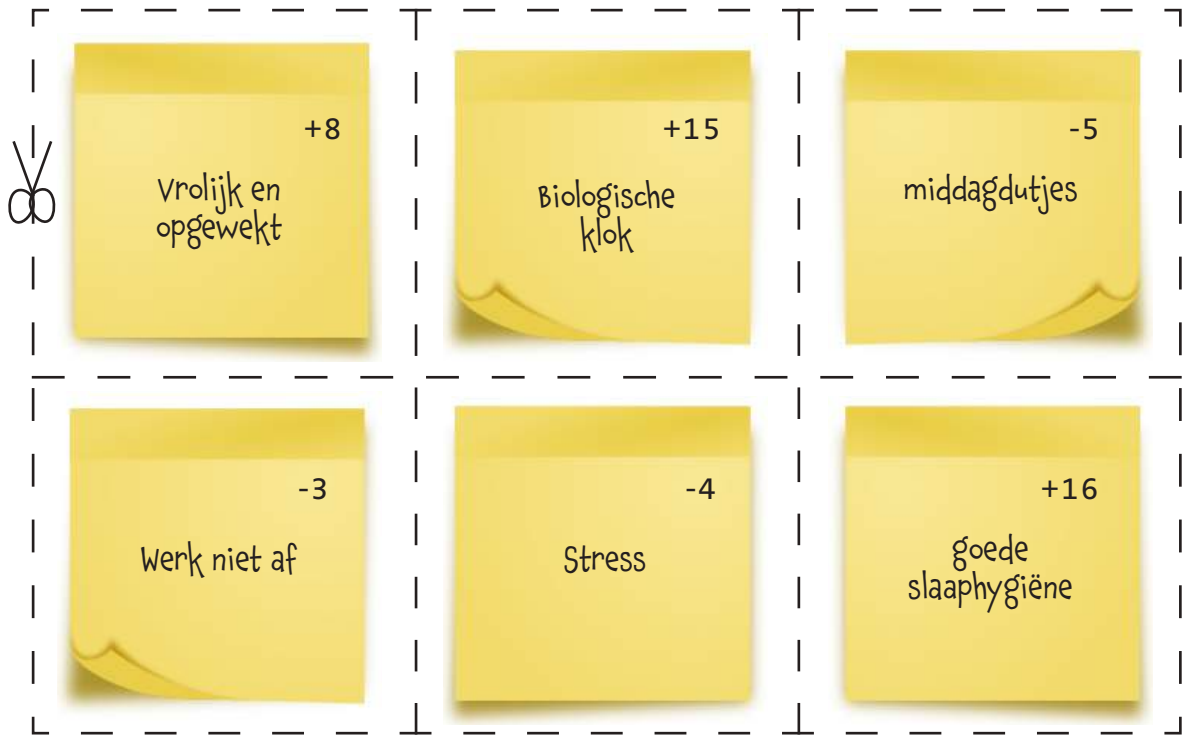 +8
Vrolijk en
opgewekt
+15
Biologische
klok
-5
middagdutjes
-3
Werk niet af
-4
Stress
+16
goede
slaaphygiëne